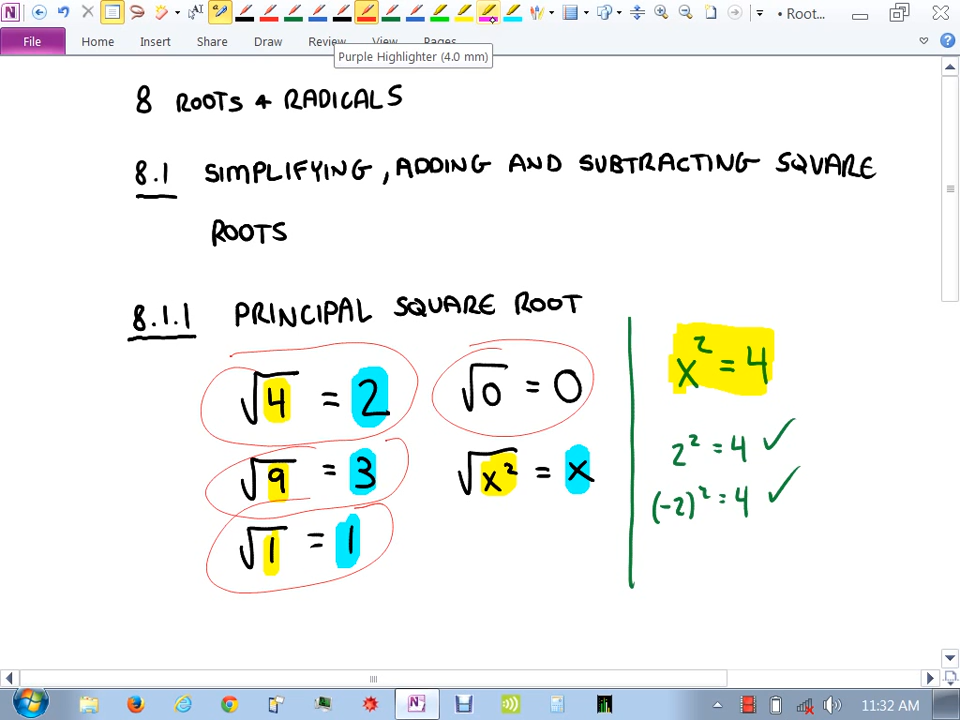 • Root...
File Home Insert Share Draw Review View Pages
Purple Highlighter (4.0 mm)
8 ROOTS & RADICALS
8.1 SIMPLIFYING, ADDING AND SUBTRACTING SQUARE
ROOTS
8.1.1 PRINCIPAL SQUARE ROOT
√4 = 2
√9 = 3
√1 = 1
√0 = 0
√x² = x
x² = 4
2² = 4 ✓
(-2)² = 4 ✓
11:32 AM